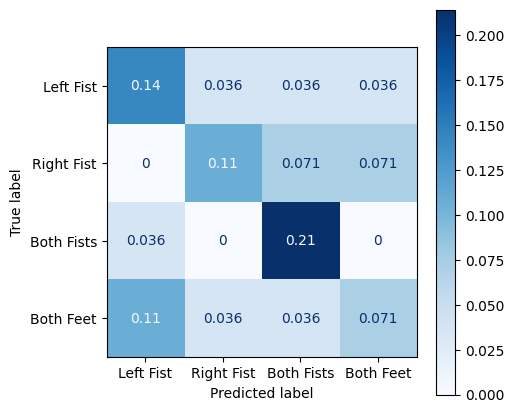 Left Fist 0.14 0.036 0.036 0.036
Right Fist 0 0.11 0.071 0.071
Both Fists 0.036 0 0.21 0
Both Feet 0.11 0.036 0.036 0.071
Left Fist Right Fist Both Fists Both Feet
Predicted label
True label
0.200
0.175
0.150
0.125
0.100
0.075
0.050
0.025
0.000